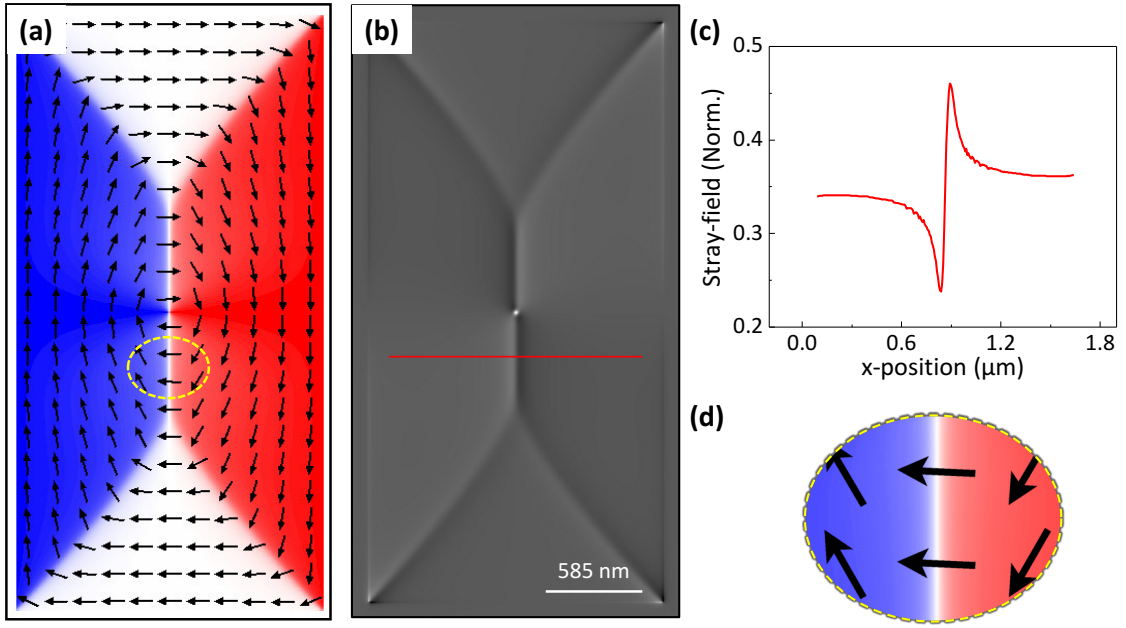 (a)
(b)
585 nm
(c)
Stray-field (Norm.)
0.5
0.4
0.3
0.2
0.0
0.6
1.2
1.8
x-position (µm)
(d)